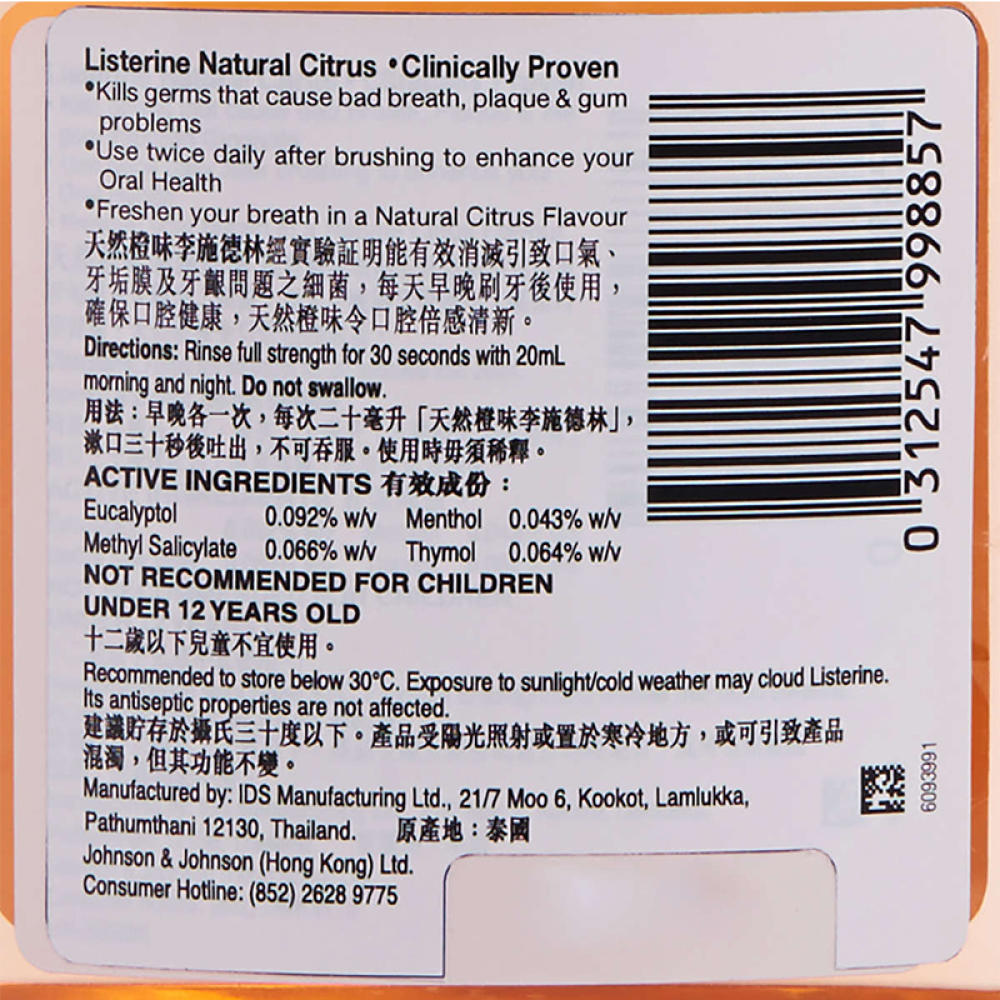 Listerine Natural Citrus •Clinically Proven
•Kills germs that cause bad breath, plaque & gum
problems
•Use twice daily after brushing to enhance your
Oral Health
•Freshen your breath in a Natural Citrus Flavour
天然橙味李施德林經實驗証明能有效消滅引致口氣、
牙垢膜及牙齦問題之細菌，每天早晚刷牙後使用，
確保口腔健康，天然橙味令口腔倍感清新。
Directions: Rinse full strength for 30 seconds with 20mL
morning and night. Do not swallow.
用法：早晚各一次，每次二十毫升「天然橙味李施德林」，
漱口三十秒後吐出，不可吞服。使用時毋須稀釋。
ACTIVE INGREDIENTS 有效成份：
Eucalyptol 0.092% w/v Menthol 0.043% w/v
Methyl Salicylate 0.066% w/v Thymol 0.064% w/v
NOT RECOMMENDED FOR CHILDREN
UNDER 12 YEARS OLD
十二歲以下兒童不宜使用。
Recommended to store below 30°C. Exposure to sunlight/cold weather may cloud Listerine.
Its antiseptic properties are not affected.
建議貯存於攝氏三十度以下。產品受陽光照射或置於寒冷地方，或可引致產品
混濁，但其功能不變。
Manufactured by: IDS Manufacturing Ltd., 21/7 Moo 6, Kookot, Lamlukka,
Pathumthani 12130, Thailand. 原產地：泰國
Johnson & Johnson (Hong Kong) Ltd.
Consumer Hotline: (852) 2628 9775
0 312547 998857
6093991